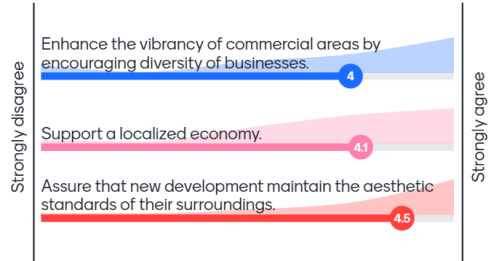 Strongly disagree
Enhance the vibrancy of commercial areas by
encouraging diversity of businesses.
4
Support a localized economy.
4.1
Assure that new development maintain the aesthetic
standards of their surroundings.
4.5
Strongly agree